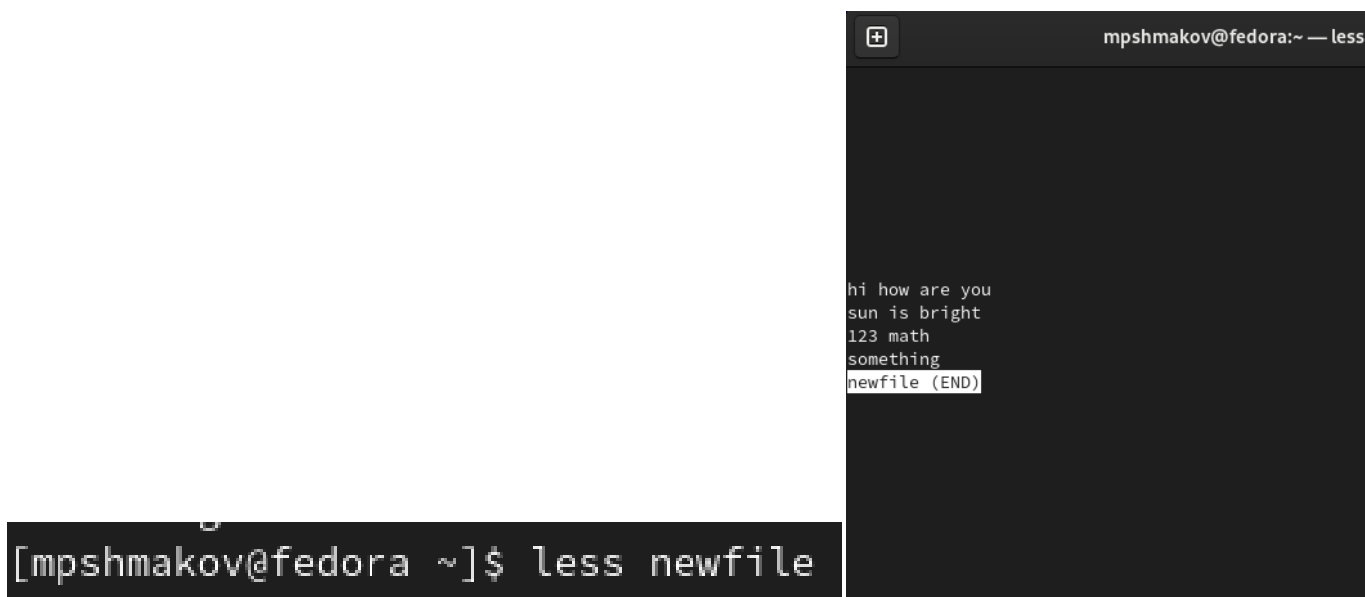 [mpshmakov@fedora ~]$ less newfile
mpshmakov@fedora:~ — less
hi how are you
sun is bright
123 math
something
newfile (END)